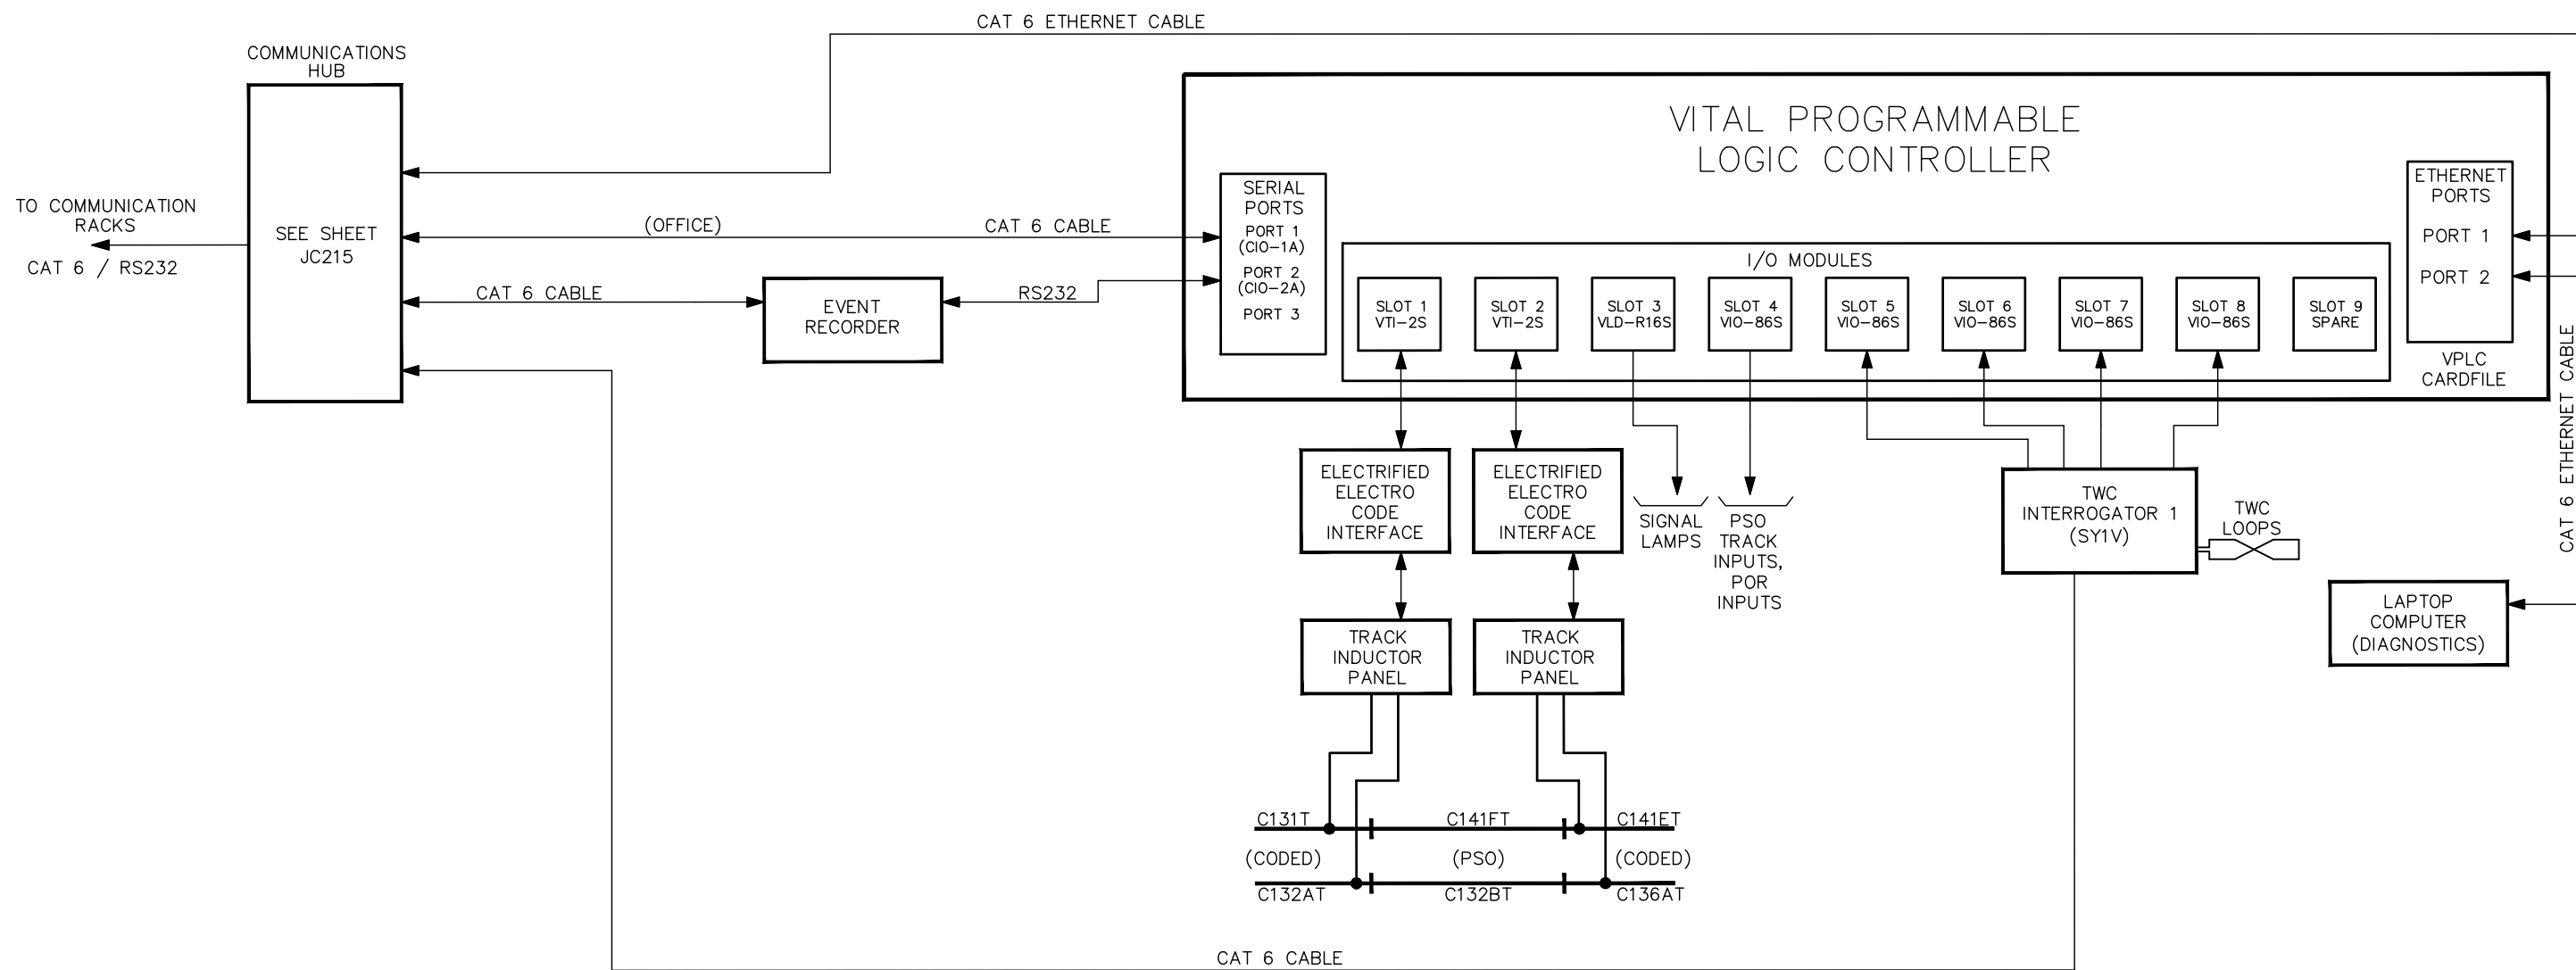 CAT 6 ETHERNET CABLE
COMMUNICATIONS
HUB
SEE SHEET
JC215
TO COMMUNICATION
RACKS
CAT 6 / RS232
(OFFICE)
CAT 6 CABLE
CAT 6 CABLE
EVENT
RECORDER
RS232
VITAL PROGRAMMABLE
LOGIC CONTROLLER
SERIAL
PORTS
PORT 1
(CIO-1A)
PORT 2
(CIO-2A)
PORT 3
I/O MODULES
SLOT 1
VTI-2S
SLOT 2
VTI-2S
SLOT 3
VLD-R16S
SLOT 4
VIO-86S
SLOT 5
VIO-86S
SLOT 6
VIO-86S
SLOT 7
VIO-86S
SLOT 8
VIO-86S
SLOT 9
SPARE
ETHERNET
PORTS
PORT 1
PORT 2
VPLC
CARDFILE
CAT 6 ETHERNET CABLE
ELECTRIFIED
ELECTRO
CODE
INTERFACE
ELECTRIFIED
ELECTRO
CODE
INTERFACE
SIGNAL
LAMPS
PSO
TRACK
INPUTS,
POR
INPUTS
TWC
INTERROGATOR 1
(SY1V)
TWC
LOOPS
LAPTOP
COMPUTER
(DIAGNOSTICS)
TRACK
INDUCTOR
PANEL
TRACK
INDUCTOR
PANEL
C131T
C141FT
C141ET
(CODED)
(PSO)
(CODED)
C132AT
C132BT
C136AT
CAT 6 CABLE